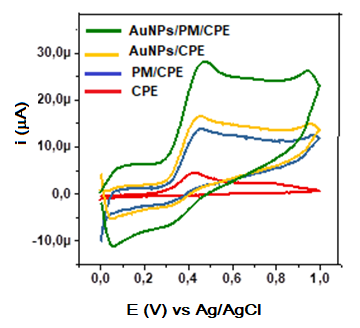 AuNPs/PM/CPE
AuNPs/CPE
PM/CPE
CPE
i (µA)
30,0µ
20,0µ
10,0µ
0,0
-10,0µ
0,0 0,2 0,4 0,6 0,8 1,0
E (V) vs Ag/AgCl